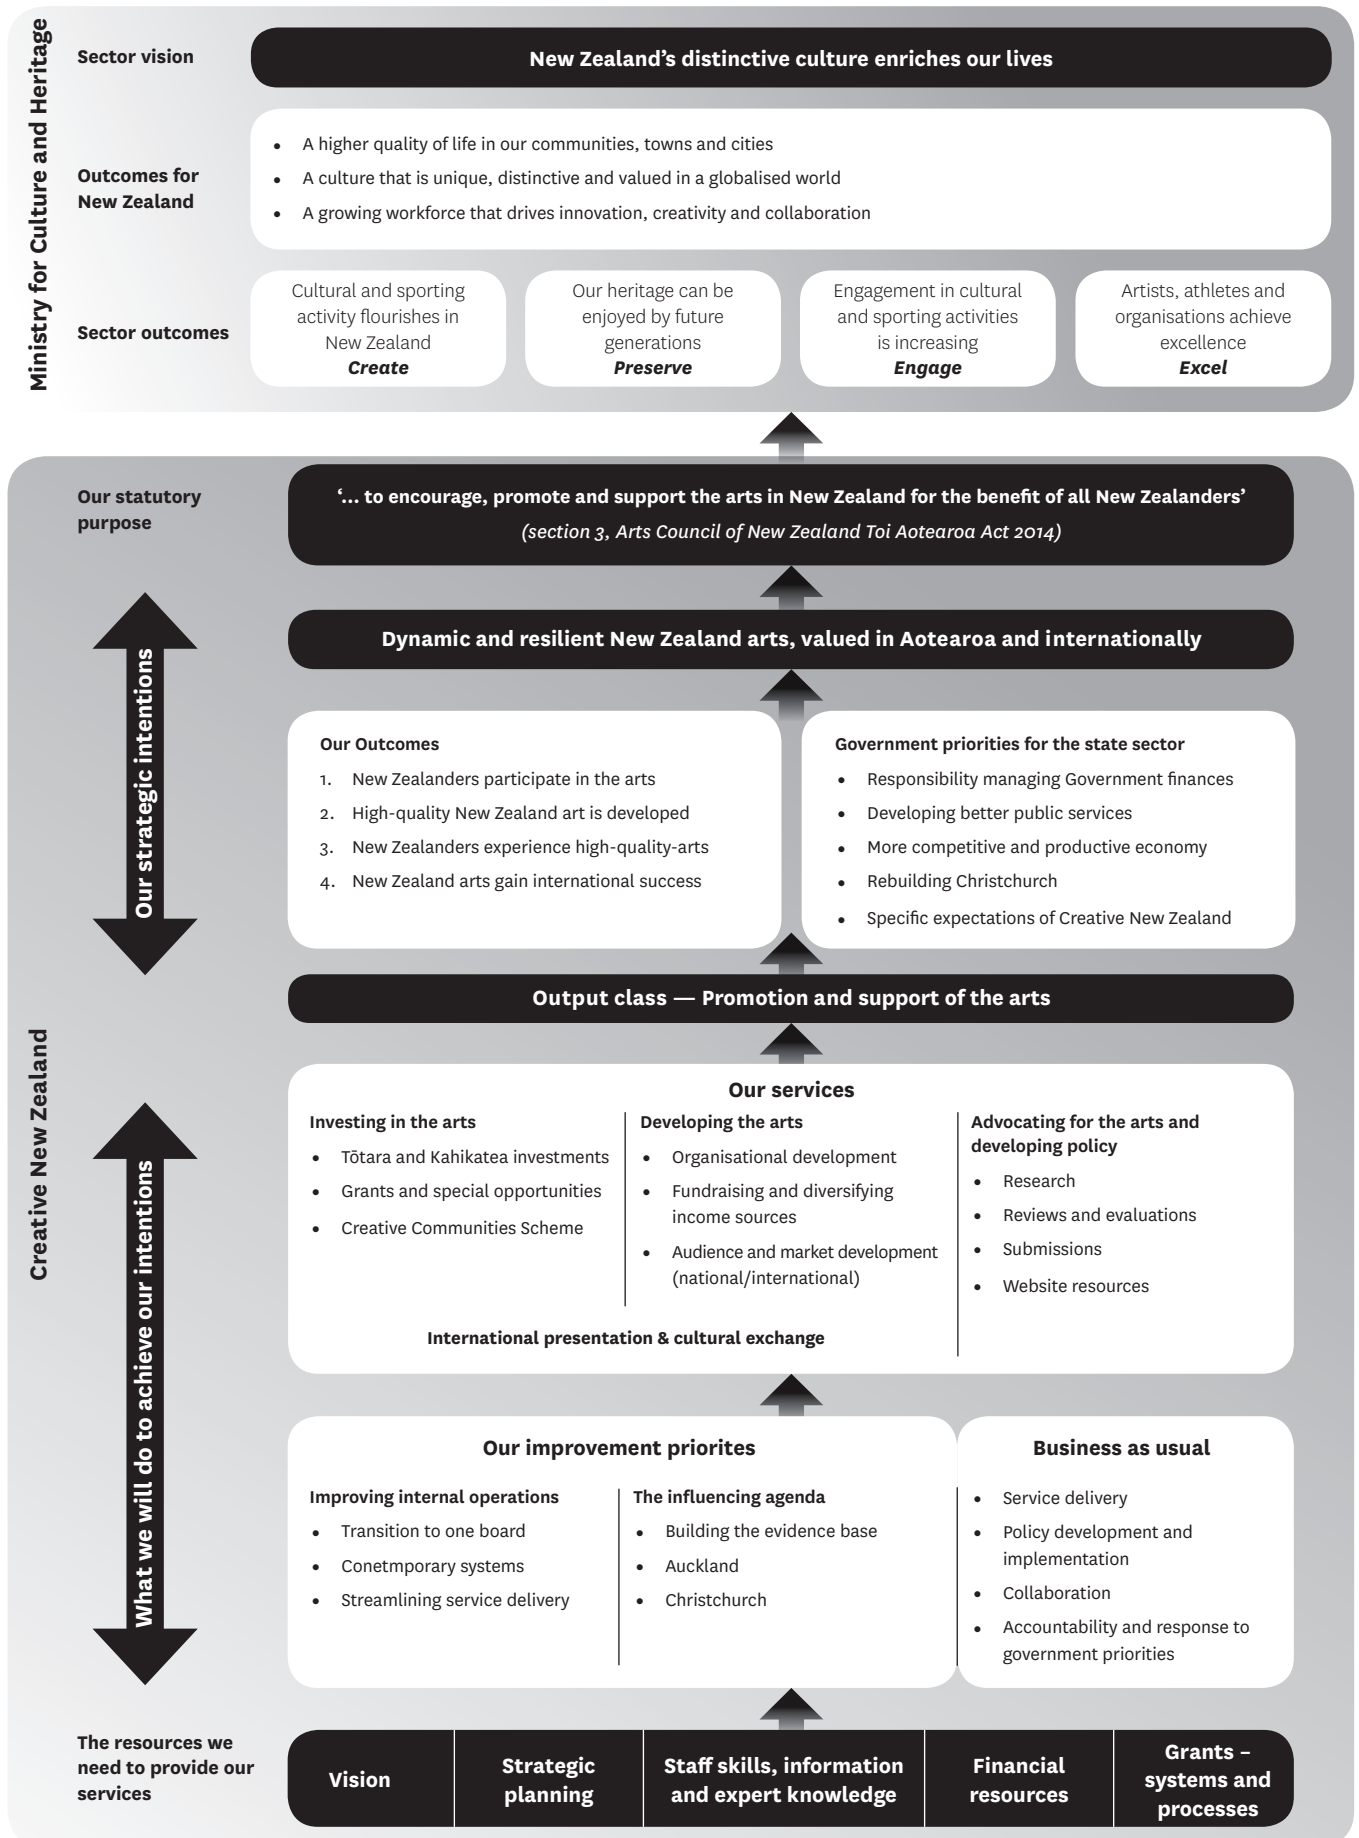 Ministry for Culture and Heritage
Sector vision
New Zealand’s distinctive culture enriches our lives
Outcomes for
New Zealand
• A higher quality of life in our communities, towns and cities
• A culture that is unique, distinctive and valued in a globalised world
• A growing workforce that drives innovation, creativity and collaboration
Sector outcomes
Cultural and sporting
activity flourishes in
New Zealand
Create
Our heritage can be
enjoyed by future
generations
Preserve
Engagement in cultural
and sporting activities
is increasing
Engage
Artists, athletes and
organisations achieve
excellence
Excel
Creative New Zealand
Our statutory
purpose
‘... to encourage, promote and support the arts in New Zealand for the benefit of all New Zealanders’
(section 3, Arts Council of New Zealand Toi Aotearoa Act 2014)
Our strategic intentions
Dynamic and resilient New Zealand arts, valued in Aotearoa and internationally
Our Outcomes
1. New Zealanders participate in the arts
2. High-quality New Zealand art is developed
3. New Zealanders experience high-quality-arts
4. New Zealand arts gain international success
Government priorities for the state sector
• Responsibility managing Government finances
• Developing better public services
• More competitive and productive economy
• Rebuilding Christchurch
• Specific expectations of Creative New Zealand
Output class — Promotion and support of the arts
What we will do to achieve our intentions
Our services
Investing in the arts
• Tōtara and Kahikatea investments
• Grants and special opportunities
• Creative Communities Scheme
Developing the arts
• Organisational development
• Fundraising and diversifying
income sources
• Audience and market development
(national/international)
International presentation & cultural exchange
Advocating for the arts and
developing policy
• Research
• Reviews and evaluations
• Submissions
• Website resources
Our improvement priorites
Improving internal operations
• Transition to one board
• Conetmporary systems
• Streamlining service delivery
The influencing agenda
• Building the evidence base
• Auckland
• Christchurch
Business as usual
• Service delivery
• Policy development and
implementation
• Collaboration
• Accountability and response to
government priorities
The resources we
need to provide our
services
Vision
Strategic
planning
Staff skills, information
and expert knowledge
Financial
resources
Grants –
systems and
processes